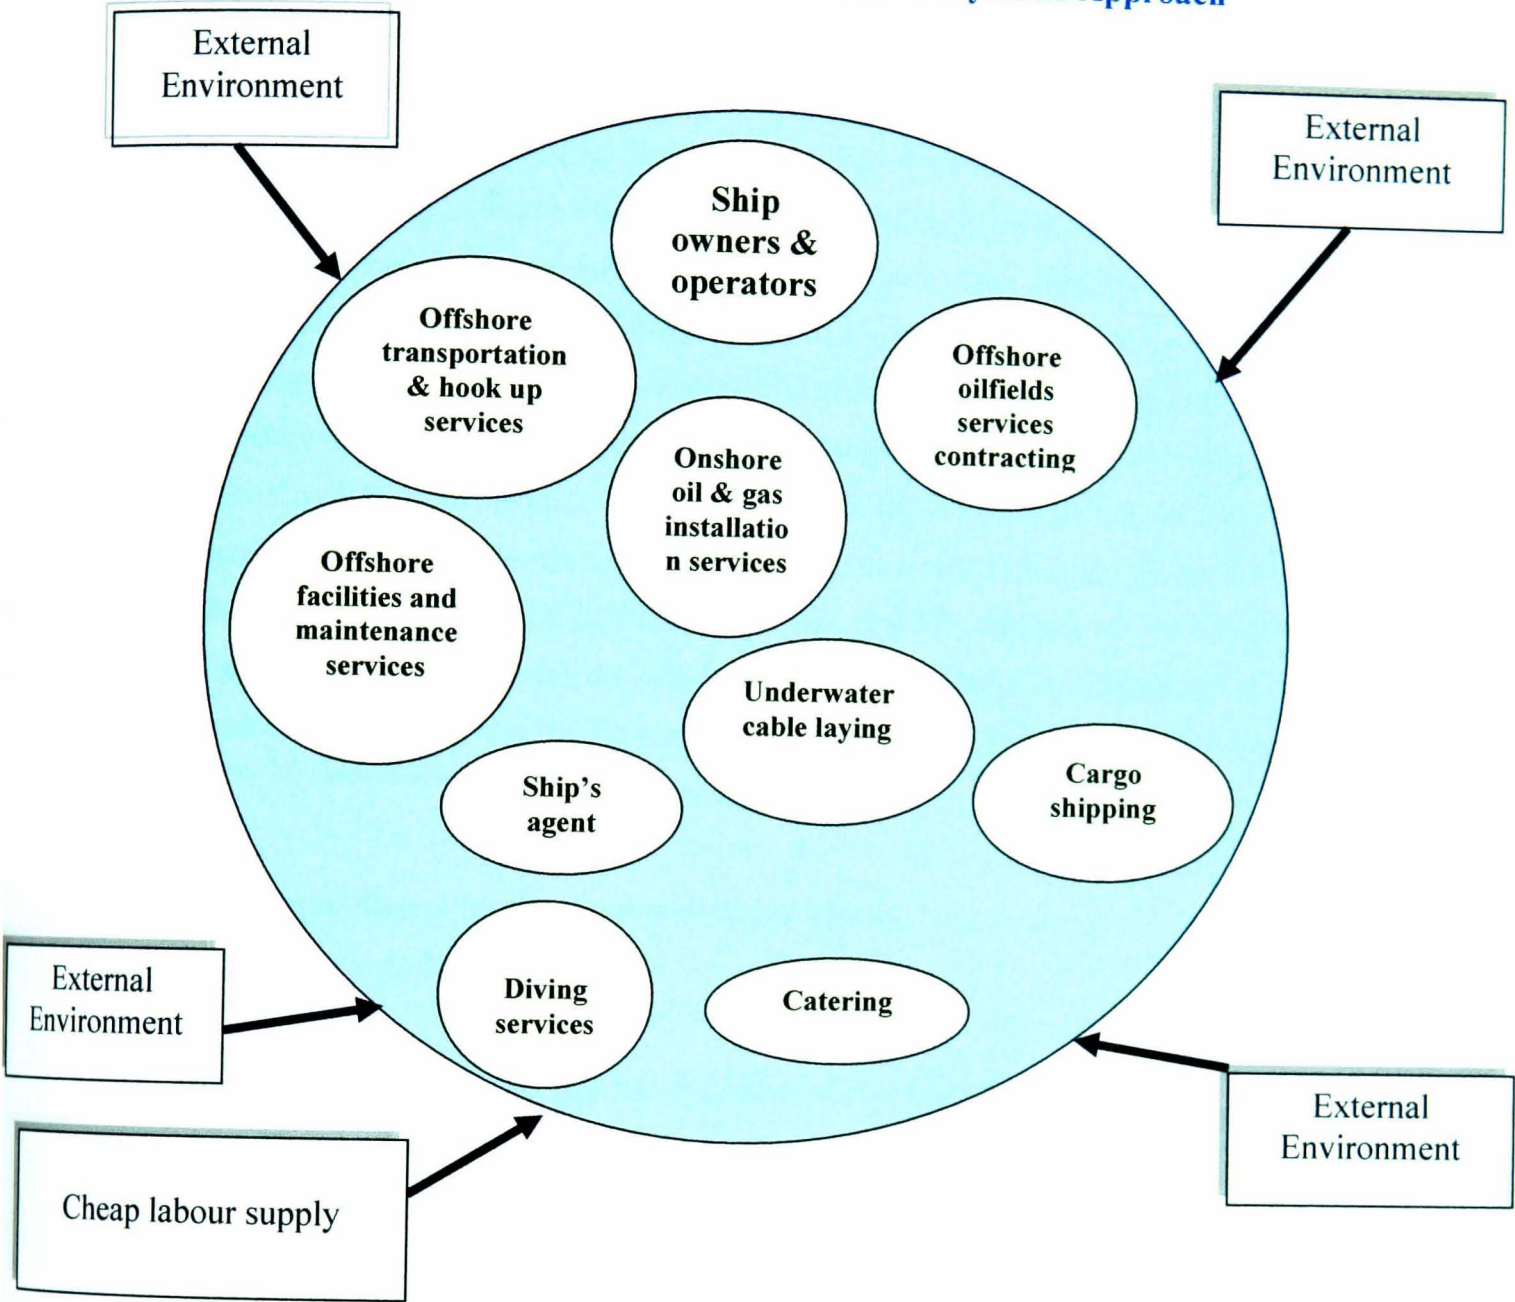 Approach
External
Environment
External
Environment
Ship
owners &
operators
Offshore
transportation
& hook up
services
Offshore
oilfields
services
contracting
Onshore
oil & gas
installatio
n services
Offshore
facilities and
maintenance
services
Underwater
cable laying
Ship's
agent
Cargo
shipping
External
Environment
Diving
services
Catering
External
Environment
Cheap labour supply